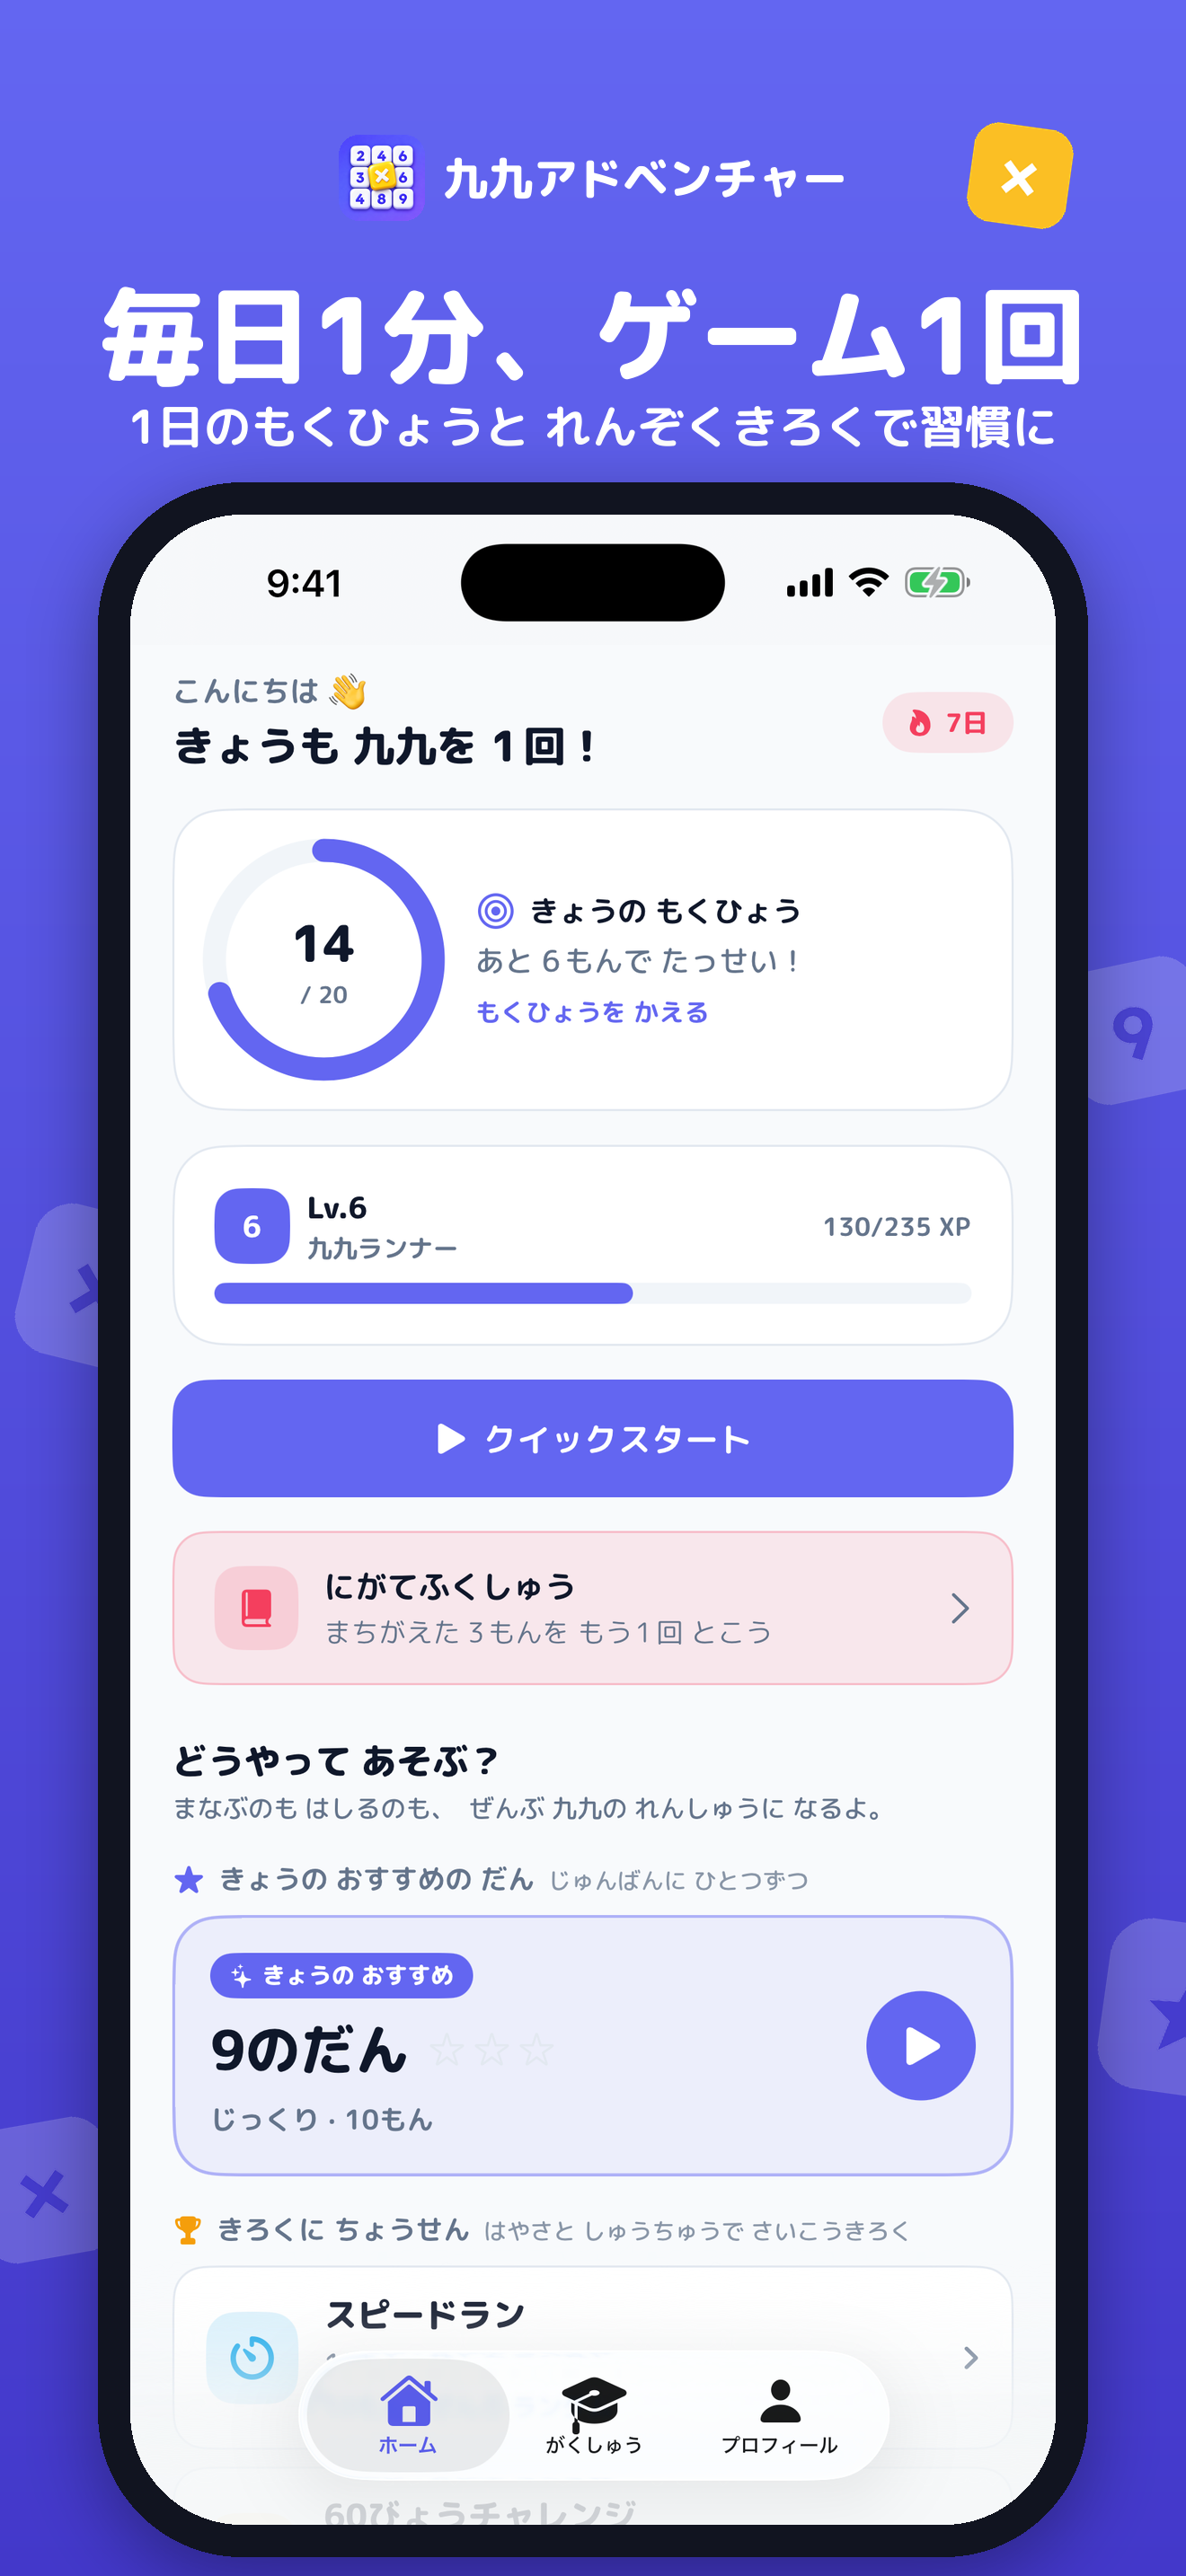 2 4 6
3 × 6
4 8 9
九九アドベンチャー
×
毎日1分、ゲーム1回
1日のもくひょうと れんぞくきろくで習慣に
9:41
こんにちは 👋
きょうも 九九を 1回！
7日
14
/ 20
きょうの もくひょう
あと 6もんで たっせい！
もくひょうを かえる
9
6
Lv.6
九九ランナー
130/235 XP
クイックスタート
にがてふくしゅう
まちがえた 3もんを もう1回 とこう
どうやって あそぶ？
まなぶのも はしるのも、 ぜんぶ 九九の れんしゅうに なるよ。
きょうの おすすめの だん じゅんばんに ひとつずつ
きょうの おすすめ
9のだん ☆☆☆
じっくり · 10もん
×
きろくに ちょうせん はやさと しゅうちゅうで さいこうきろく
スピードラン
ホーム
がくしゅう
プロフィール
60びょうチャレンジ